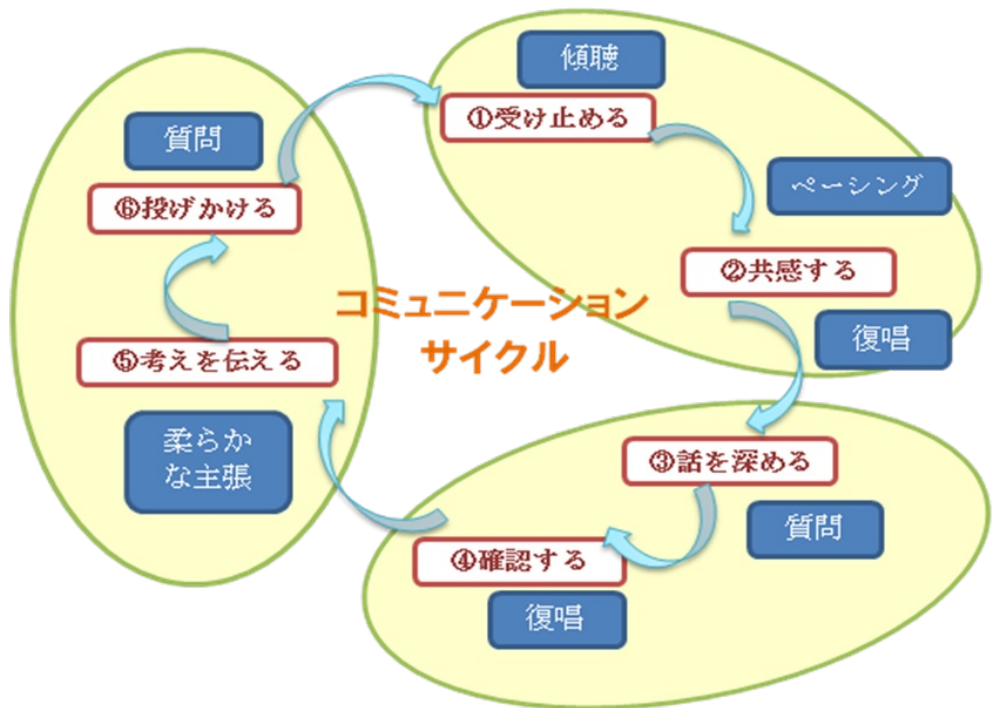 コミュニケーション
サイクル
傾聴
①受け止める
ペーシング
②共感する
復唱
③話を深める
質問
④確認する
復唱
⑤考えを伝える
柔らか
な主張
質問
⑥投げかける